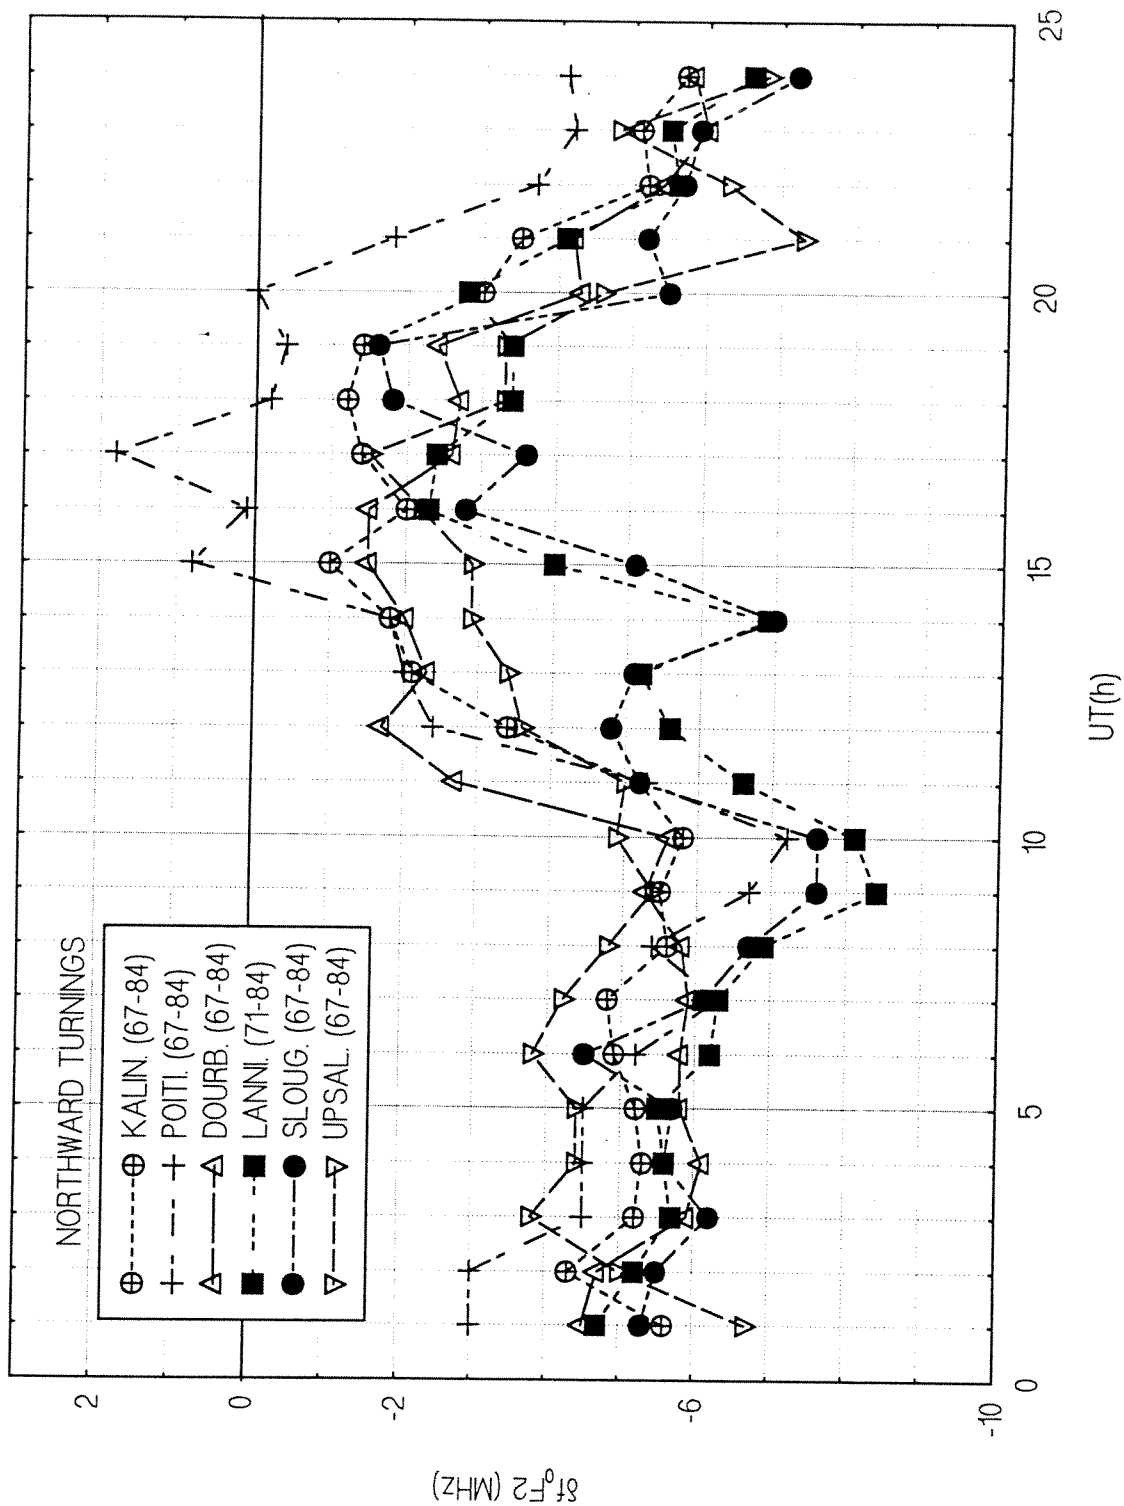 NORTHWARD TURNINGS
KALIN. (67-84)
POITI. (67-84)
DOURB. (67-84)
LANNI. (71-84)
SLOUG. (67-84)
UPSAL. (67-84)
2
0
-2
-6
-10
δf₀F2 (MHz)
0
5
10
15
20
25
UT(h)